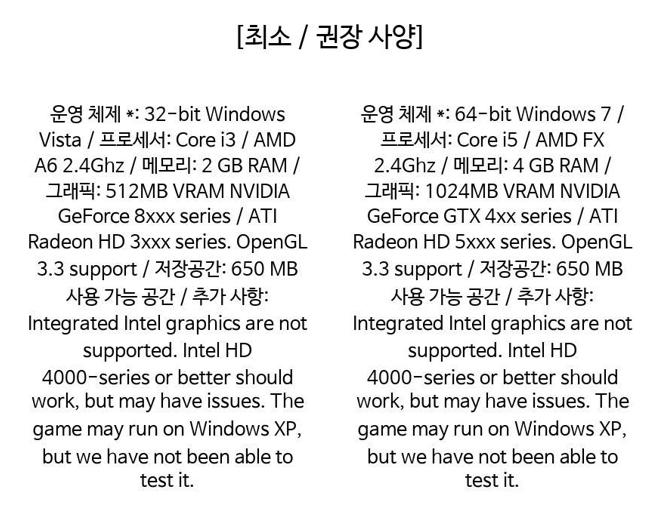 [최소 / 권장 사양]
운영 체제 *: 32-bit Windows
Vista / 프로세서: Core i3 / AMD
A6 2.4Ghz / 메모리: 2 GB RAM /
그래픽: 512MB VRAM NVIDIA
GeForce 8xxx series / ATI
Radeon HD 3xxx series. OpenGL
3.3 support / 저장공간: 650 MB
사용 가능 공간 / 추가 사항:
Integrated Intel graphics are not
supported. Intel HD
4000-series or better should
work, but may have issues. The
game may run on Windows XP,
but we have not been able to
test it.
운영 체제 *: 64-bit Windows 7 /
프로세서: Core i5 / AMD FX
2.4Ghz / 메모리: 4 GB RAM /
그래픽: 1024MB VRAM NVIDIA
GeForce GTX 4xx series / ATI
Radeon HD 5xxx series. OpenGL
3.3 support / 저장공간: 650 MB
사용 가능 공간 / 추가 사항:
Integrated Intel graphics are not
supported. Intel HD
4000-series or better should
work, but may have issues. The
game may run on Windows XP,
but we have not been able to
test it.